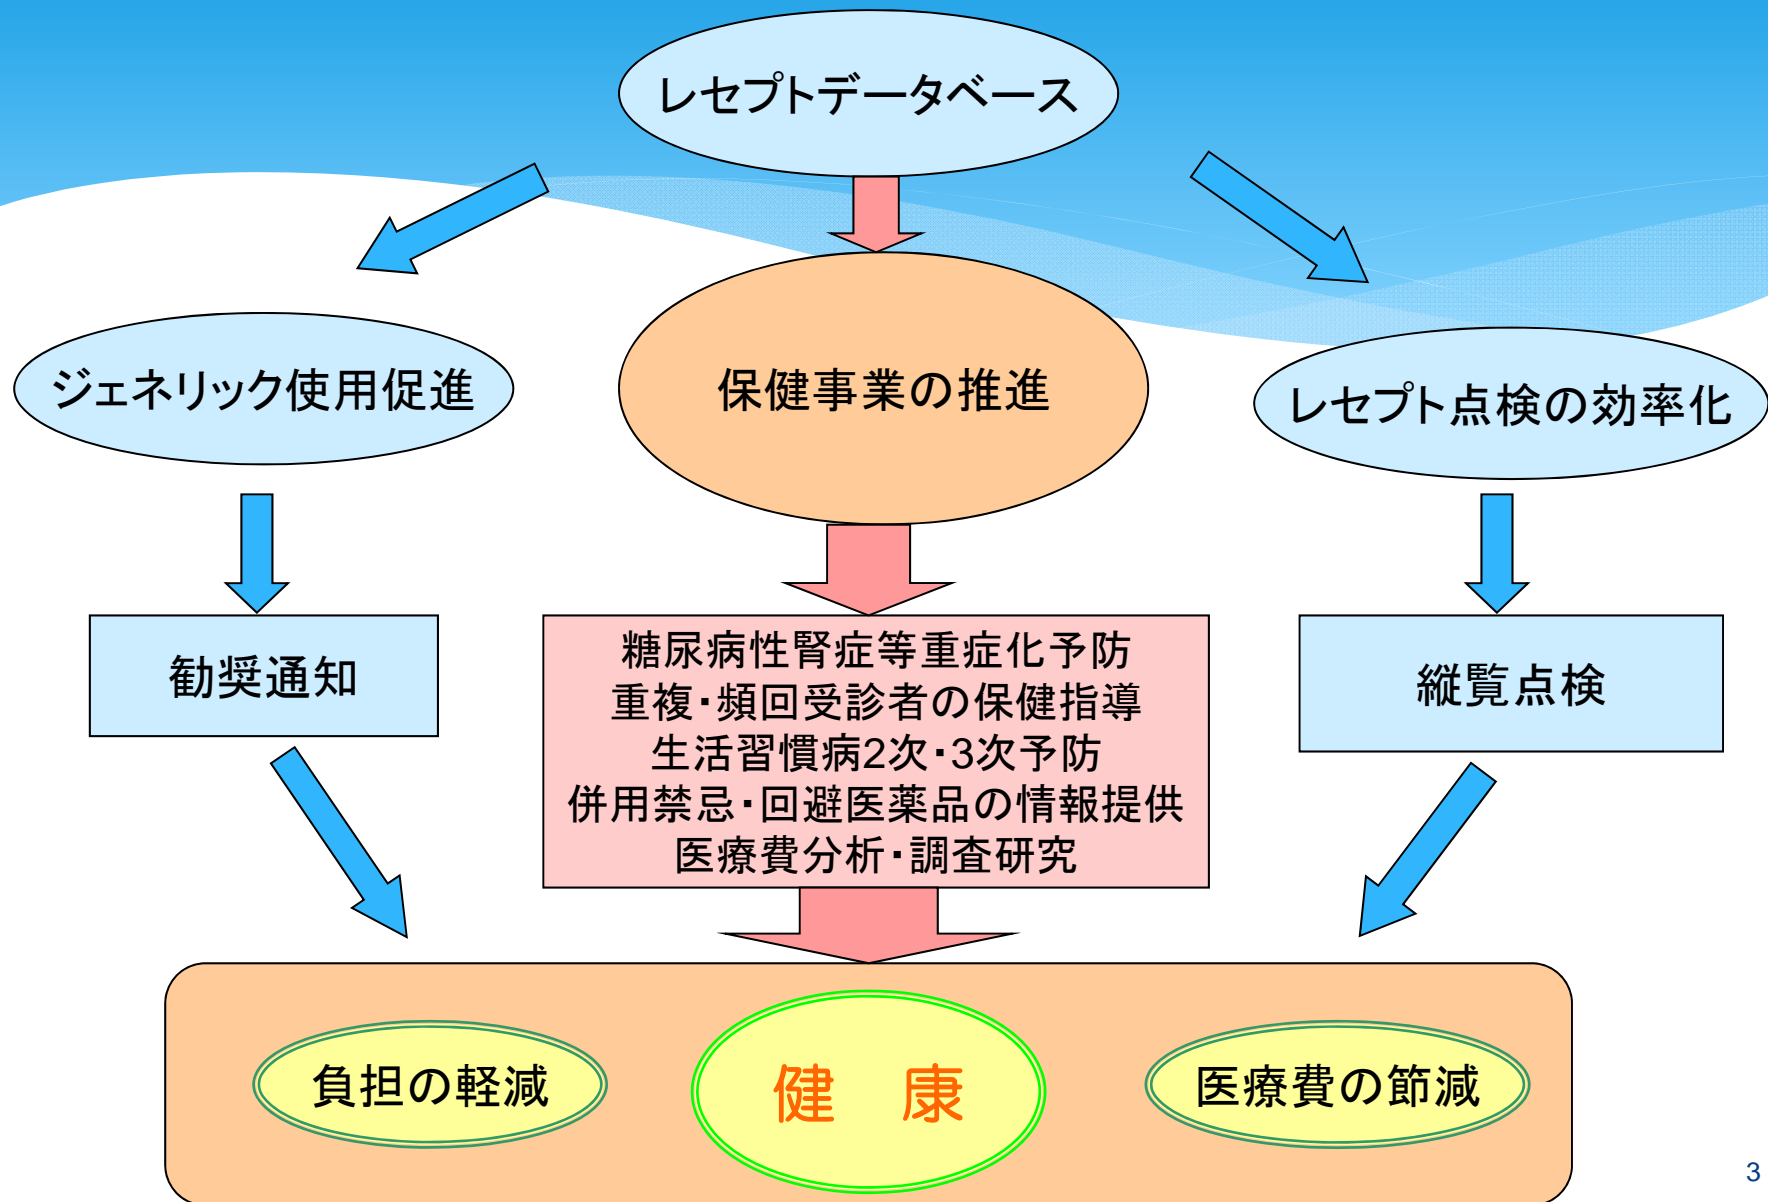 レセプトデータベース
ジェネリック使用促進
保健事業の推進
レセプト点検の効率化
勧奨通知
糖尿病性腎症等重症化予防
重複・頻回受診者の保健指導
生活習慣病2次・3次予防
併用禁忌・回避医薬品の情報提供
医療費分析・調査研究
縦覧点検
負担の軽減
健　康
医療費の節減
3